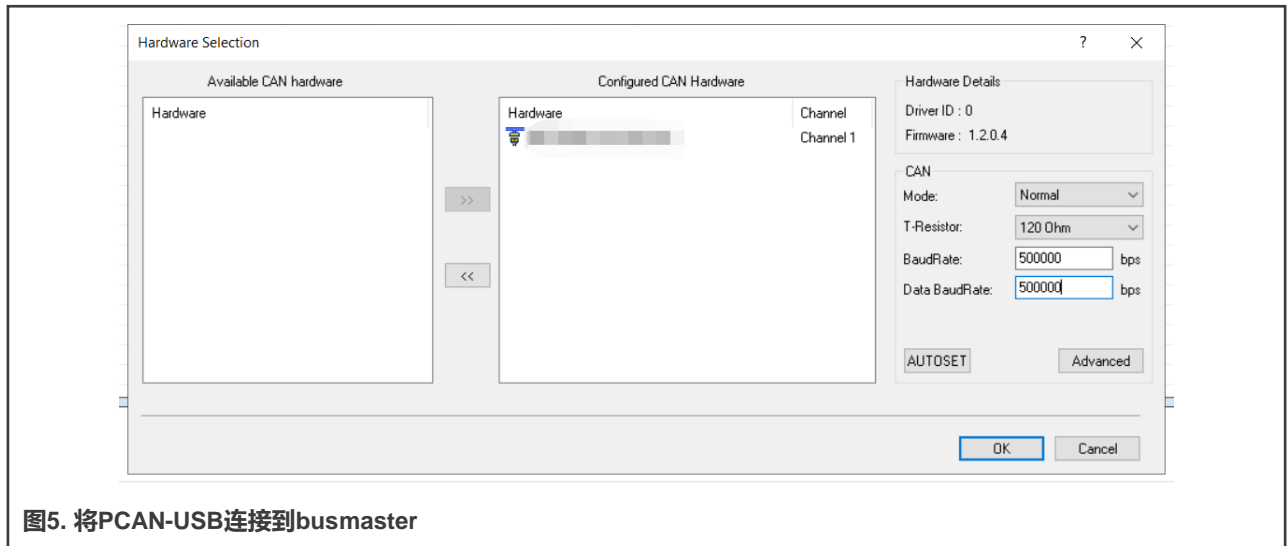 Hardware Selection
? ×
Available CAN hardware
Hardware
>>
<<
Configured CAN Hardware
Hardware Channel
Channel 1
Hardware Details
Driver ID : 0
Firmware : 1.2.0.4
CAN
Mode: Normal
T-Resistor: 120 Ohm
BaudRate: 500000 bps
Data BaudRate: 500000 bps
AUTOSET Advanced
OK Cancel
图5. 将PCAN-USB连接到busmaster